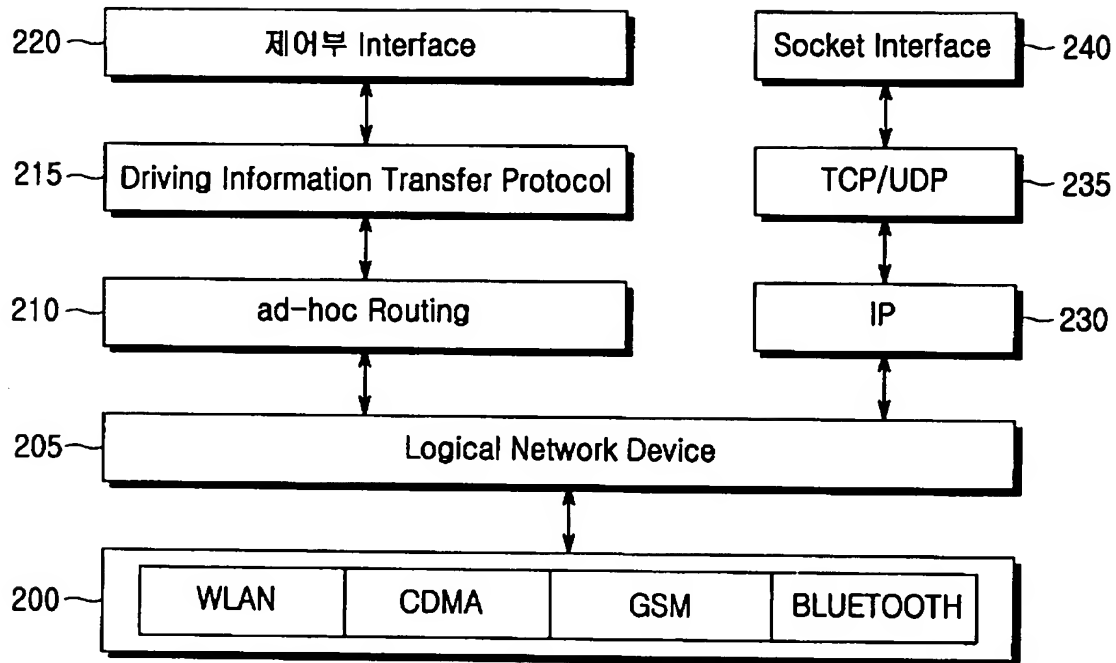 220 제어부 Interface
Socket Interface 240
215 Driving Information Transfer Protocol
TCP/UDP 235
210 ad-hoc Routing
IP 230
205 Logical Network Device
200 WLAN CDMA GSM BLUETOOTH